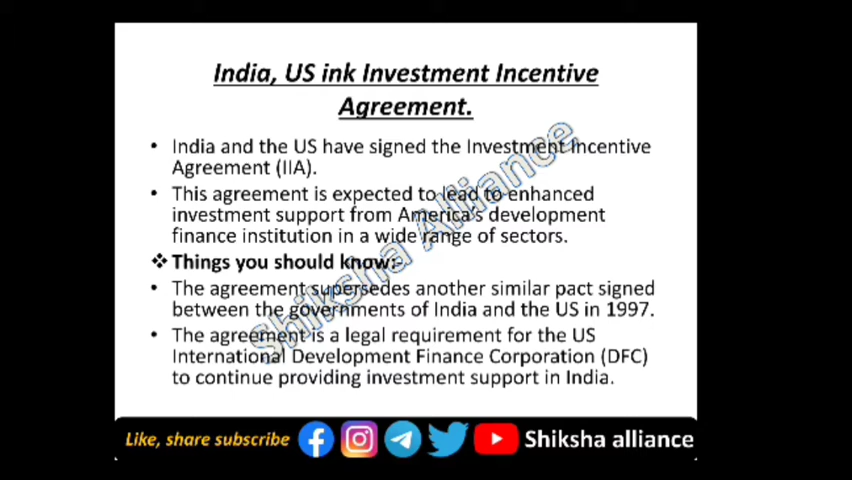 India, US ink Investment Incentive
Agreement.
• India and the US have signed the Investment Incentive
Agreement (IIA).
• This agreement is expected to lead to enhanced
investment support from America's development
finance institution in a wide range of sectors.
❖ Things you should know:-
• The agreement supersedes another similar pact signed
between the governments of India and the US in 1997.
• The agreement is a legal requirement for the US
International Development Finance Corporation (DFC)
to continue providing investment support in India.
Shiksha Alliance
Like, share subscribe
Shiksha alliance